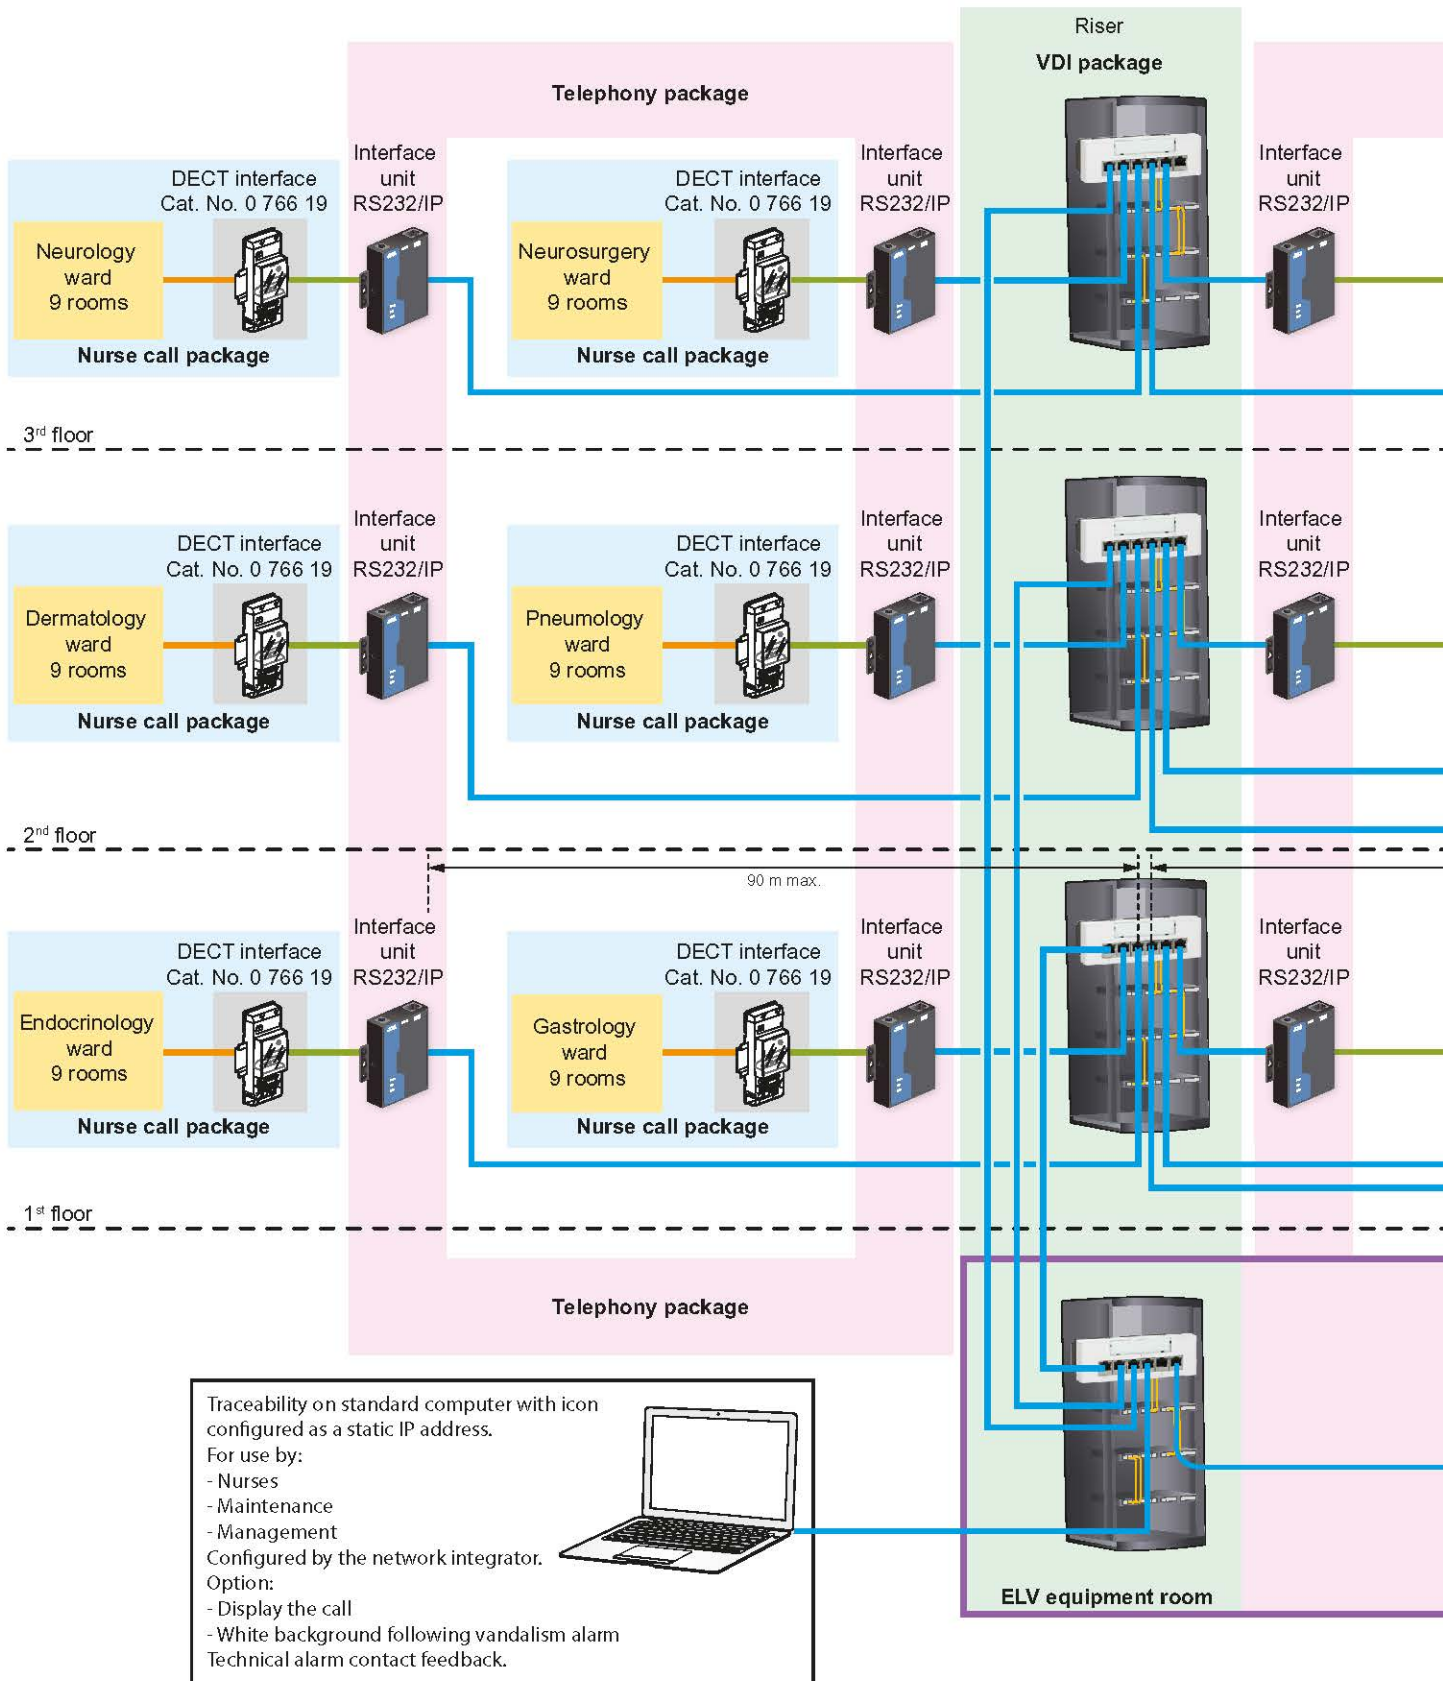 Riser
VDI package
Telephony package
Interface
unit
RS232/IP
Interface
unit
RS232/IP
Interface
unit
RS232/IP
DECT interface
Cat. No. 0 766 19
DECT interface
Cat. No. 0 766 19
Neurology
ward
9 rooms
Neurosurgery
ward
9 rooms
Nurse call package
Nurse call package
3rd floor
Interface
unit
RS232/IP
Interface
unit
RS232/IP
Interface
unit
RS232/IP
DECT interface
Cat. No. 0 766 19
DECT interface
Cat. No. 0 766 19
Dermatology
ward
9 rooms
Pneumology
ward
9 rooms
Nurse call package
Nurse call package
2nd floor
90 m max.
Interface
unit
RS232/IP
Interface
unit
RS232/IP
Interface
unit
RS232/IP
DECT interface
Cat. No. 0 766 19
DECT interface
Cat. No. 0 766 19
Endocrinology
ward
9 rooms
Gastrology
ward
9 rooms
Nurse call package
Nurse call package
1st floor
Telephony package
Traceability on standard computer with icon
configured as a static IP address.
For use by:
- Nurses
- Maintenance
- Management
Configured by the network integrator.
Option:
- Display the call
- White background following vandalism alarm
Technical alarm contact feedback.
ELV equipment room